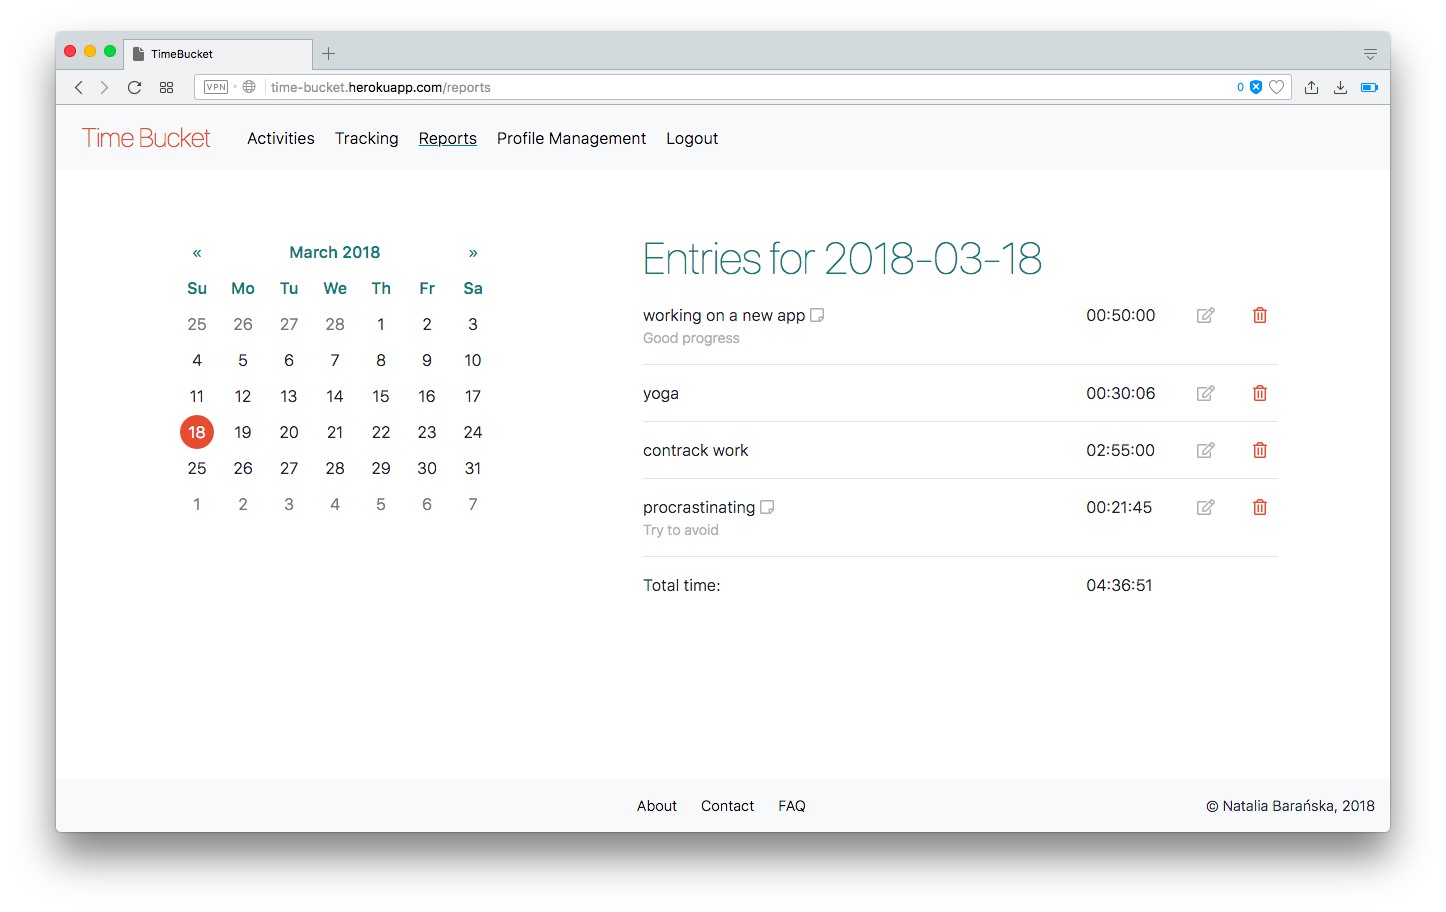 TimeBucket
VPN time-bucket.herokuapp.com/reports 0
Time Bucket Activities Tracking Reports Profile Management Logout
« March 2018 »
Su Mo Tu We Th Fr Sa
25 26 27 28 1 2 3
4 5 6 7 8 9 10
11 12 13 14 15 16 17
18 19 20 21 22 23 24
25 26 27 28 29 30 31
1 2 3 4 5 6 7
Entries for 2018-03-18
working on a new app 00:50:00
Good progress
yoga 00:30:06
contrack work 02:55:00
procrastinating 00:21:45
Try to avoid
Total time: 04:36:51
About Contact FAQ © Natalia Barańska, 2018